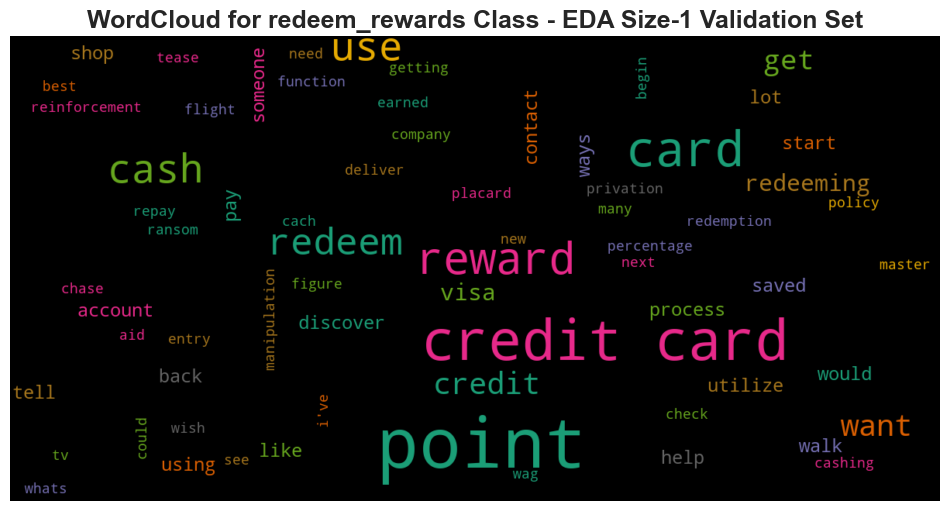 WordCloud for redeem_rewards Class - EDA Size-1 Validation Set
shop
tease
someone
need
use
getting
get
best
function
begin
reinforcement
flight
earned
contact
lot
company
ways
card
start
cash
deliver
placard
privation
redeeming
policy
repay
pay
many
ransom
cach
redemption
redeem
new
reward
percentage
next
master
chase
manipulation
figure
visa
saved
account
discover
process
aid
entry
credit card
back
credit
utilize
would
tell
i've
check
could
wish
want
tv
using
see
like
point
wag
help
walk
cashing
whats